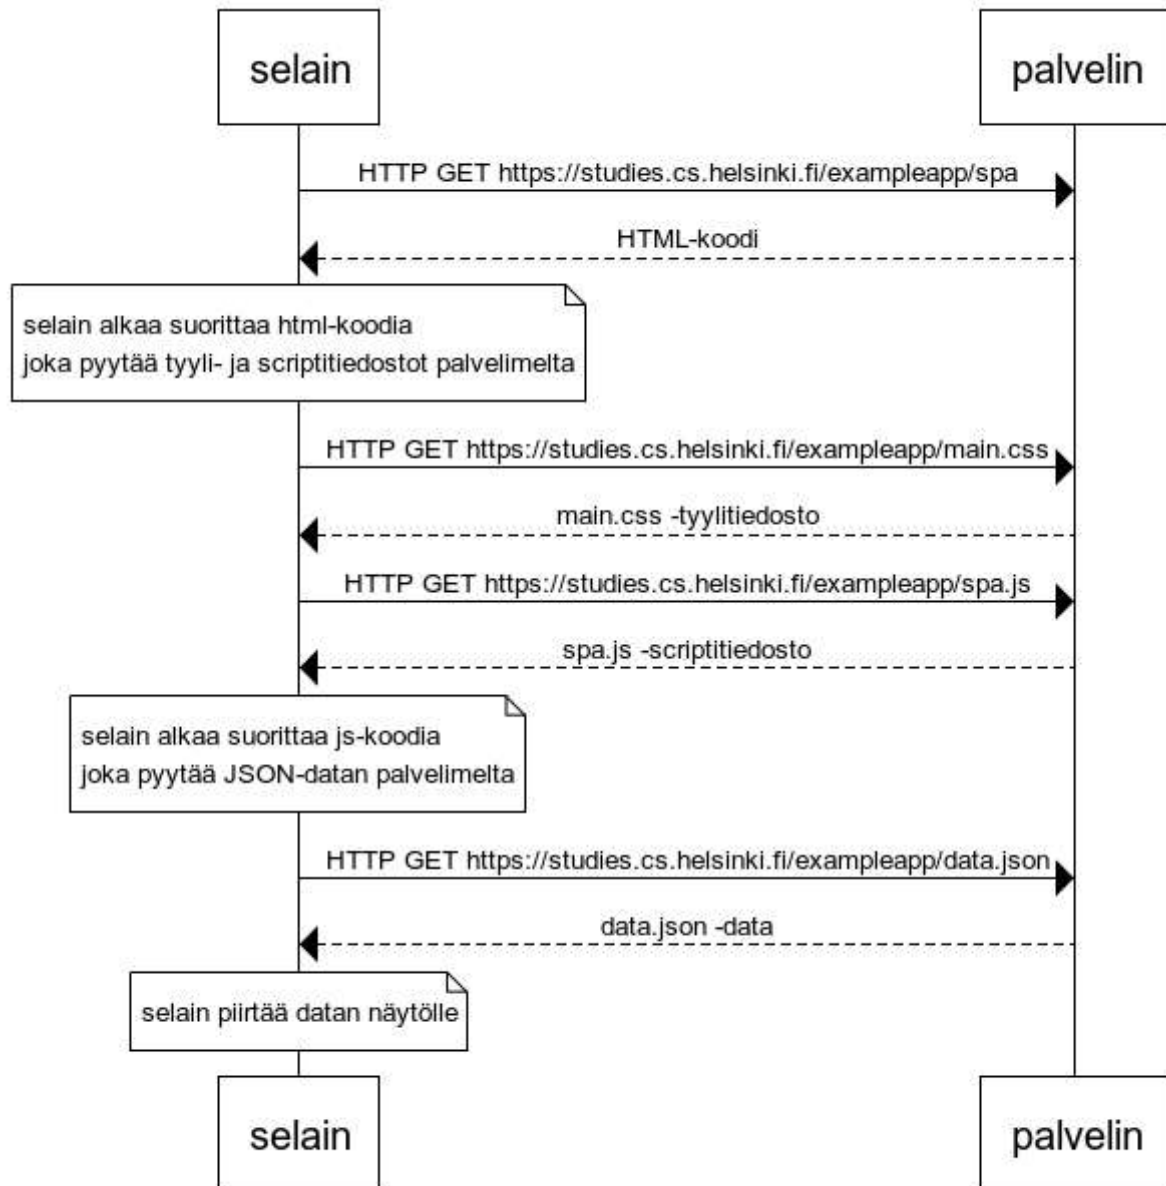 selain
palvelin
HTTP GET https://studies.cs.helsinki.fi/exampleapp/spa
HTML-koodi
selain alkaa suorittaa html-koodia
joka pyytää tyyli- ja scriptitiedostot palvelimelta
HTTP GET https://studies.cs.helsinki.fi/exampleapp/main.css
main.css -tyylitiedosto
HTTP GET https://studies.cs.helsinki.fi/exampleapp/spa.js
spa.js -scriptitiedosto
selain alkaa suorittaa js-koodia
joka pyytää JSON-datan palvelimelta
HTTP GET https://studies.cs.helsinki.fi/exampleapp/data.json
data.json -data
selain piirtää datan näytölle
selain
palvelin